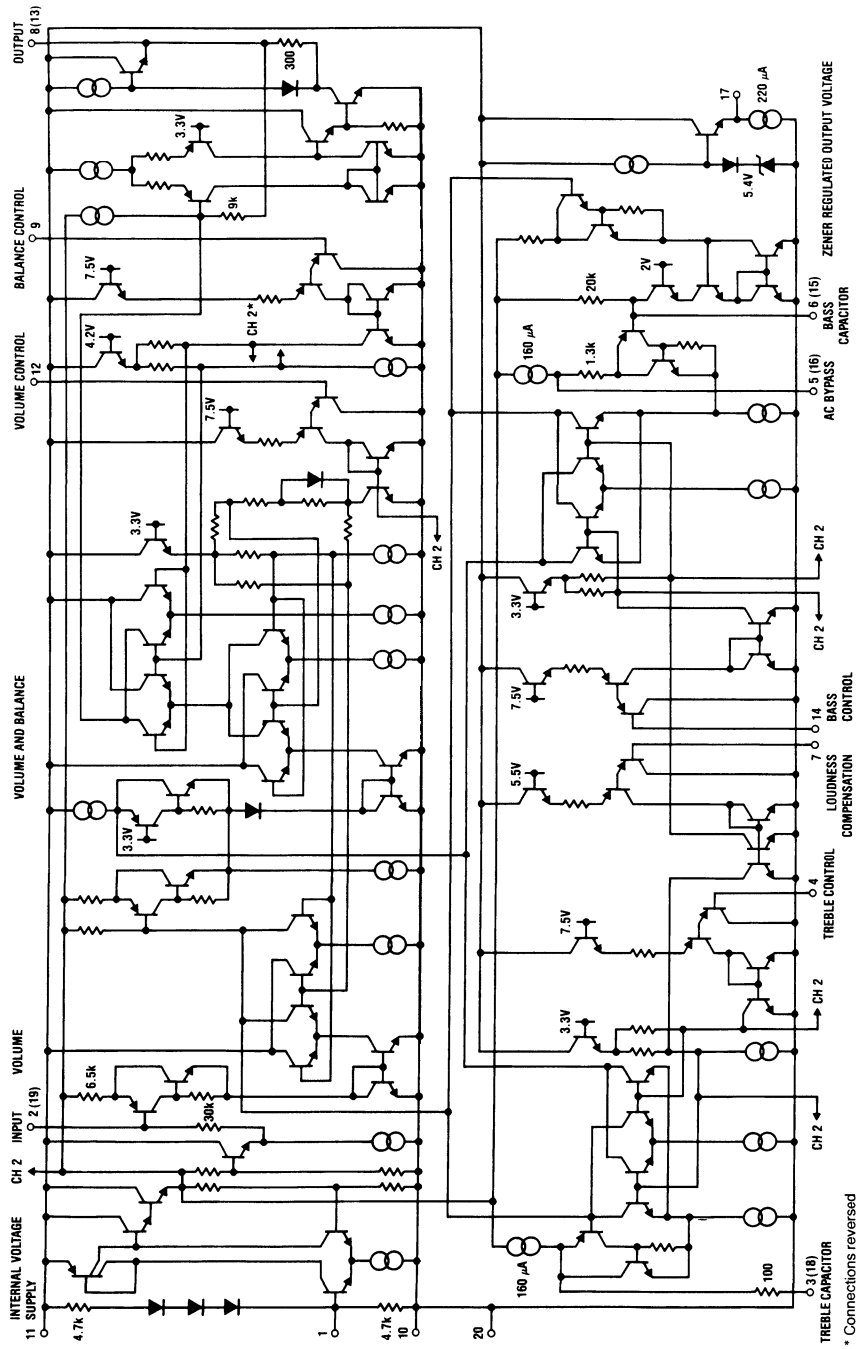 INTERNAL VOLTAGE
SUPPLY
11
4.7k
1
10
4.7k
CH 2
INPUT
2 (19)
30k
6.5k
VOLUME
3.3V
VOLUME AND BALANCE
3.3V
CH 2
7.5V
VOLUME CONTROL
12
4.2V
CH 2*
7.5V
BALANCE CONTROL
9
9k
3.3V
300
OUTPUT
8 (13)
20
160 µA
100
TREBLE CAPACITOR
3 (18)
CH 2
3.3V
CH 2
7.5V
TREBLE CONTROL
4
5.5V
LOUDNESS
COMPENSATION
7
14
BASS
CONTROL
7.5V
3.3V
CH 2
CH 2
160 µA
1.3k
5 (16)
AC BYPASS
20k
2V
6 (15)
BASS
CAPACITOR
5.4V
17
220 µA
ZENER REGULATED OUTPUT VOLTAGE
* Connections reversed